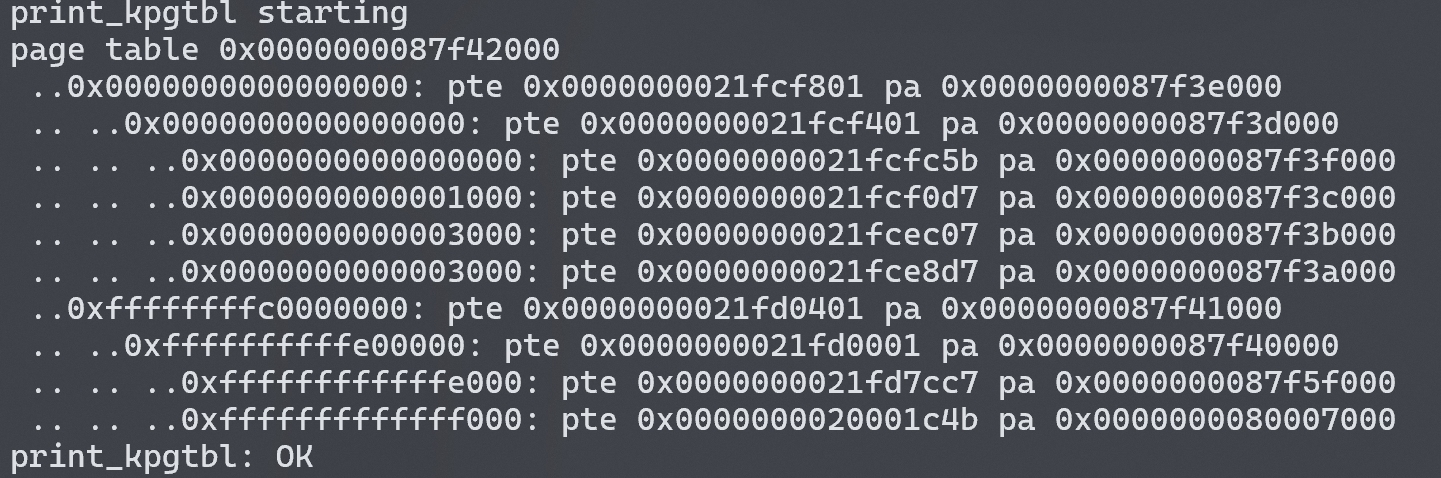 print_kpgtbl starting
page table 0x0000000087f42000
 ..0x0000000000000000: pte 0x0000000021fcf801 pa 0x0000000087f3e000
 .. ..0x0000000000000000: pte 0x0000000021fcf401 pa 0x0000000087f3d000
 .. .. ..0x0000000000000000: pte 0x0000000021fcfc5b pa 0x0000000087f3f000
 .. .. ..0x0000000000001000: pte 0x0000000021fcf0d7 pa 0x0000000087f3c000
 .. .. ..0x0000000000003000: pte 0x0000000021fcec07 pa 0x0000000087f3b000
 .. .. ..0x0000000000003000: pte 0x0000000021fce8d7 pa 0x0000000087f3a000
 ..0xffffffffc0000000: pte 0x0000000021fd0401 pa 0x0000000087f41000
 .. ..0xffffffffffe00000: pte 0x0000000021fd0001 pa 0x0000000087f40000
 .. .. ..0xffffffffffffe000: pte 0x0000000021fd7cc7 pa 0x0000000087f5f000
 .. .. ..0xfffffffffffff000: pte 0x0000000020001c4b pa 0x0000000080007000
print_kpgtbl: OK